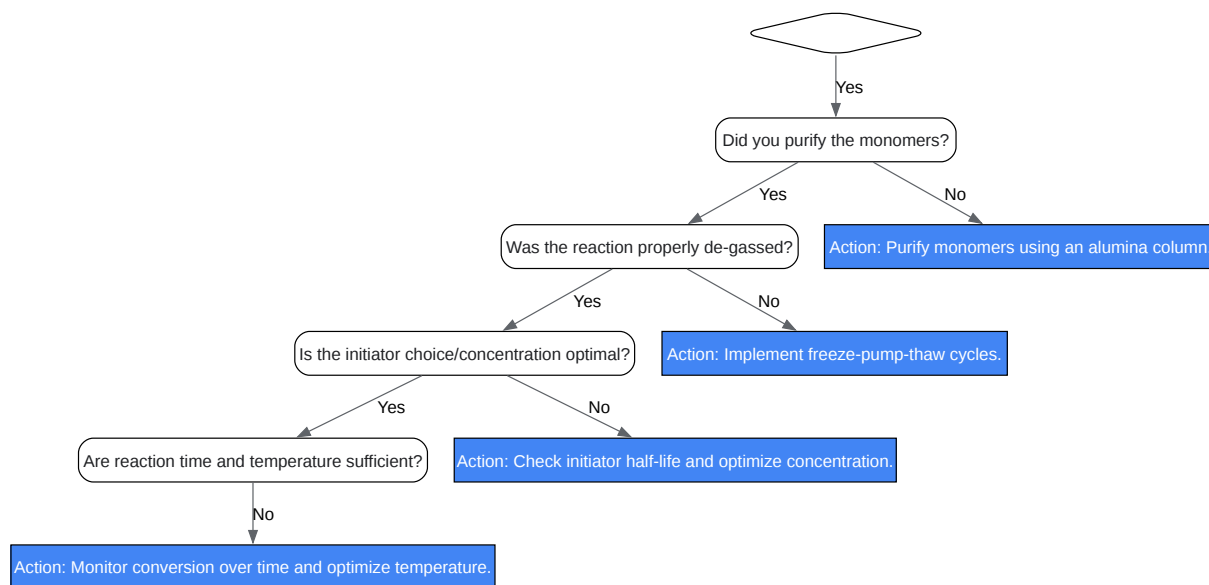 Yes
Did you purify the monomers?
Yes
No
Was the reaction properly de-gassed?
Action: Purify monomers using an alumina column.
Yes
No
Is the initiator choice/concentration optimal?
Action: Implement freeze-pump-thaw cycles.
Yes
No
Are reaction time and temperature sufficient?
Action: Check initiator half-life and optimize concentration.
No
Action: Monitor conversion over time and optimize temperature.